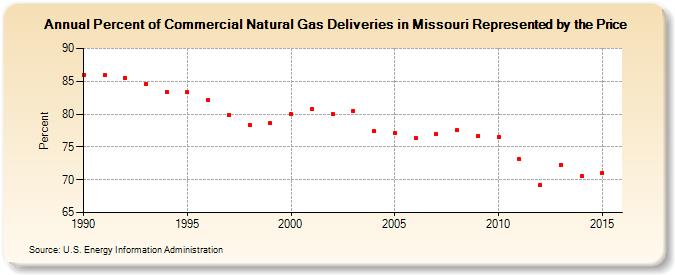 Annual Percent of Commercial Natural Gas Deliveries in Missouri Represented by the Price
Percent
90
85
80
75
70
65
1990 1995 2000 2005 2010 2015
Source: U.S. Energy Information Administration